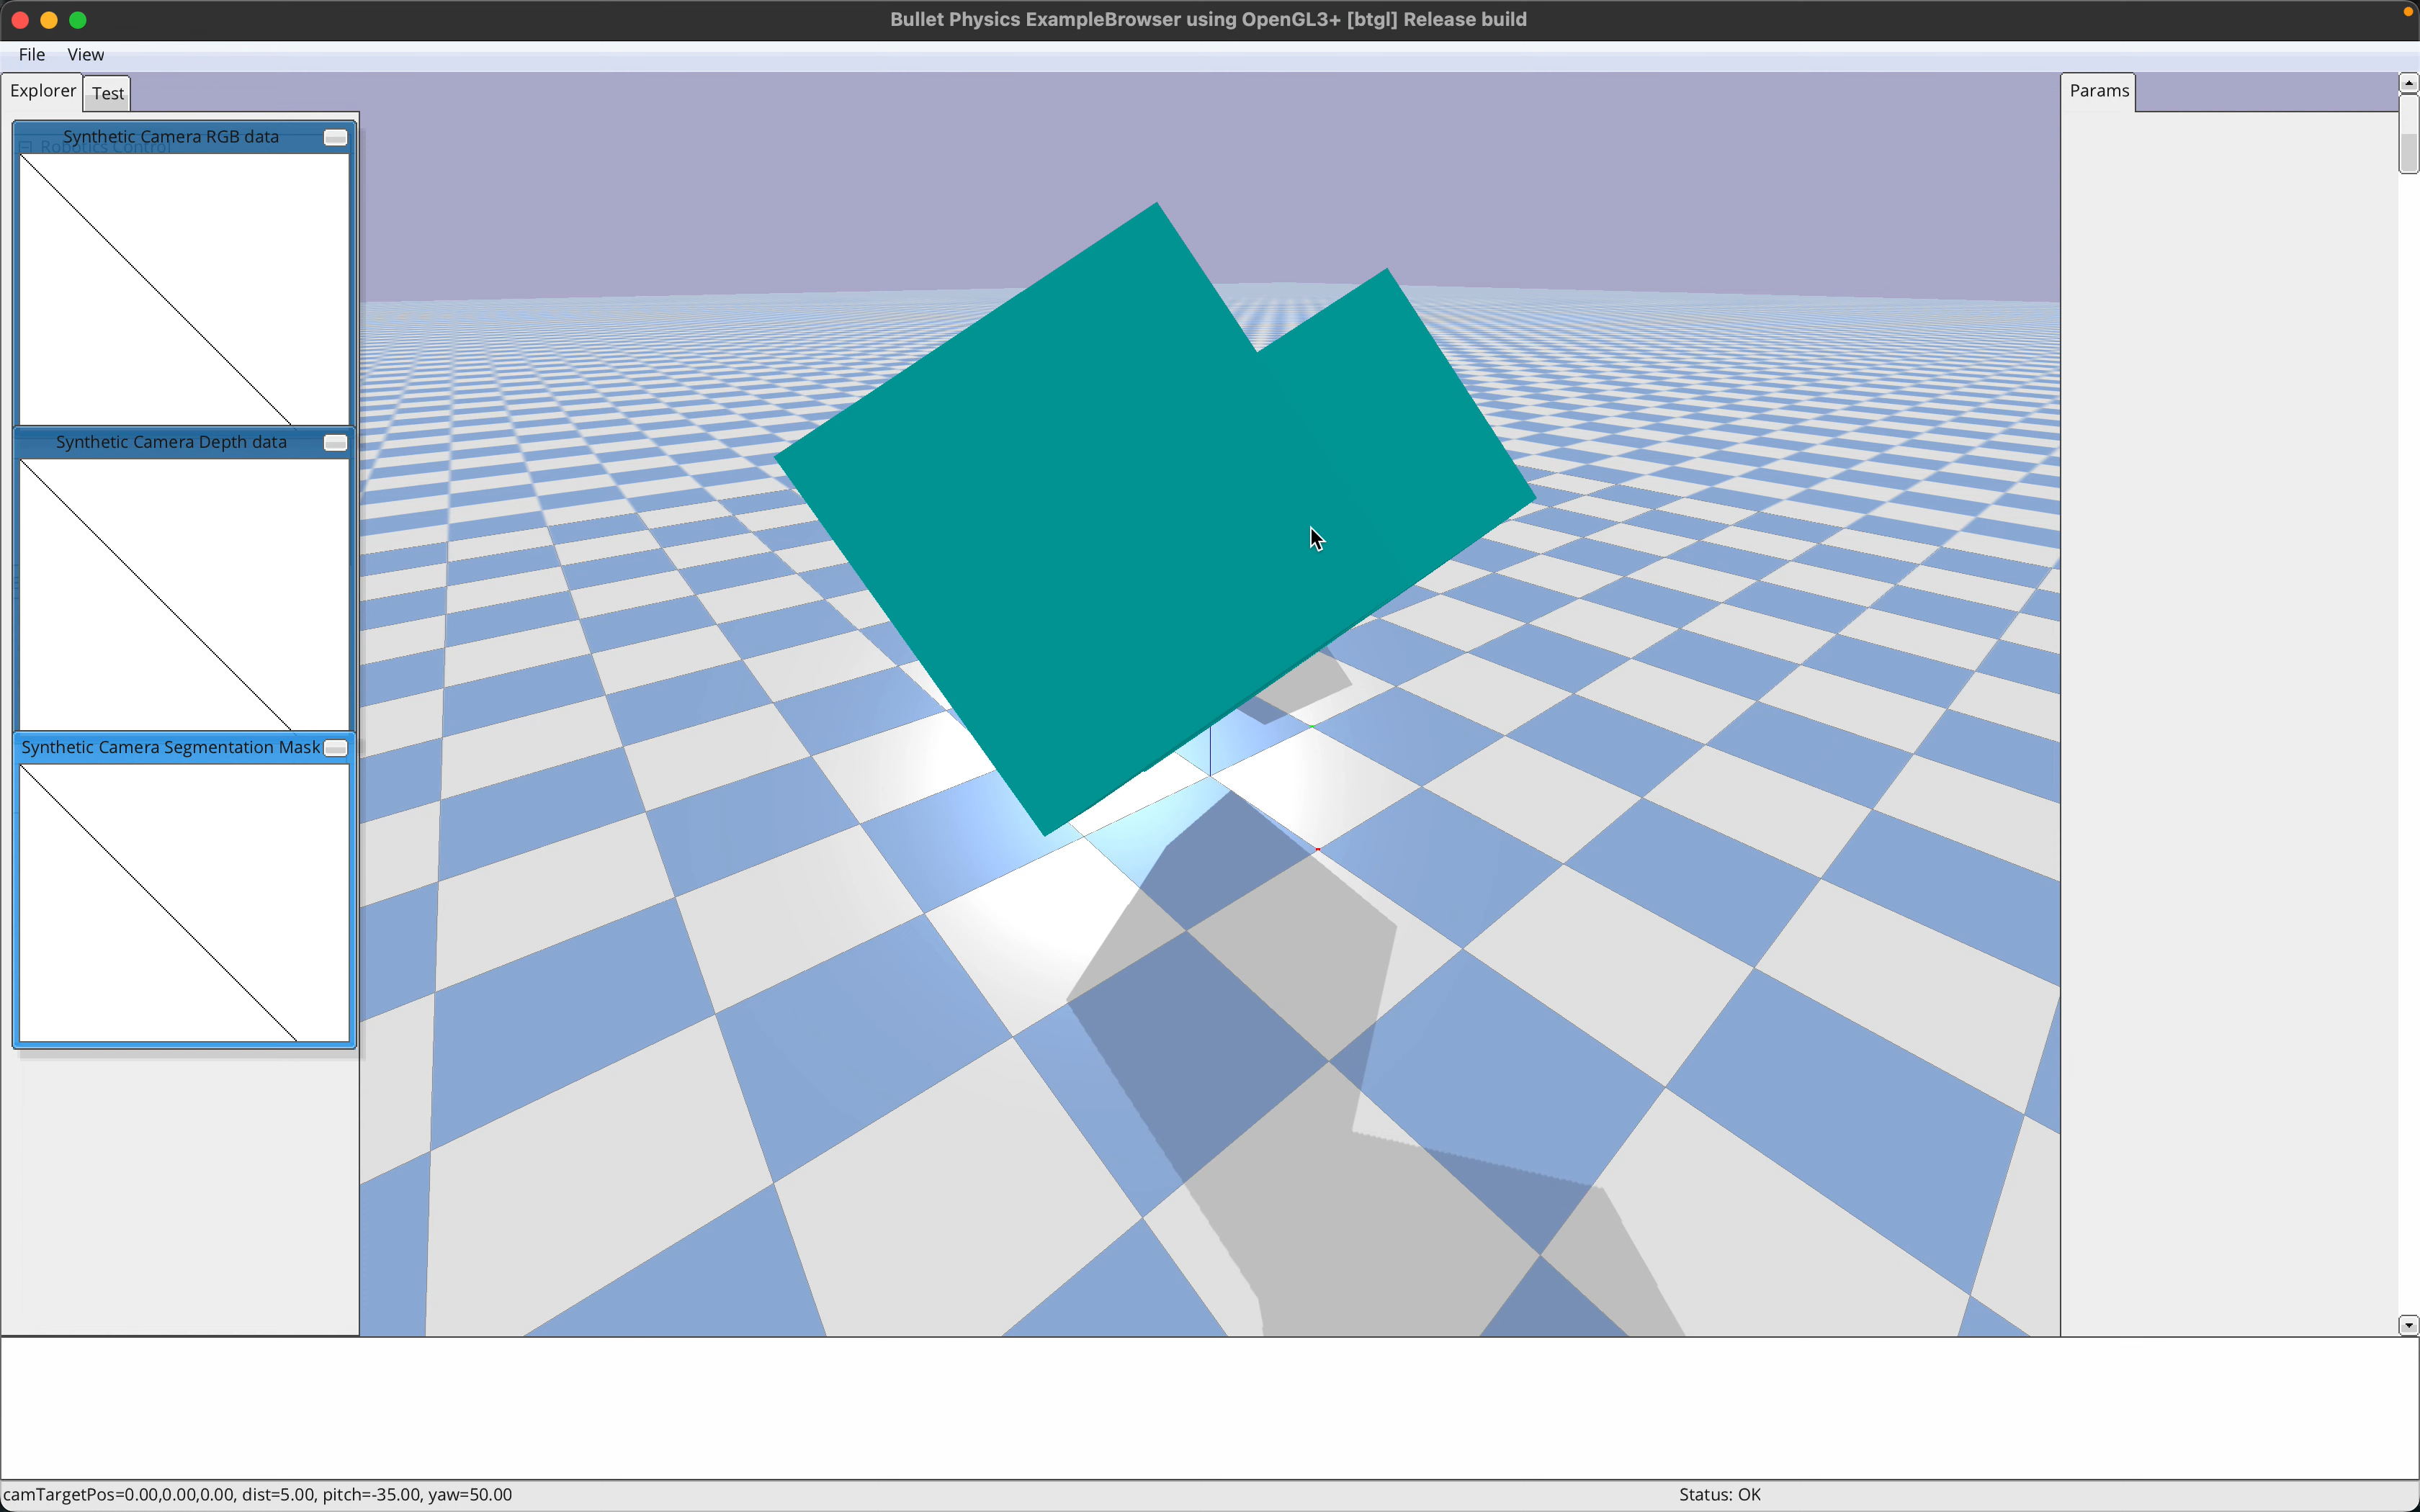 Bullet Physics ExampleBrowser using OpenGL3+ [btgl] Release build
File View
Explorer Test
Params
Synthetic Camera RGB data
Robotics Control
Synthetic Camera Depth data
Synthetic Camera Segmentation Mask
camTargetPos=0.00,0.00,0.00, dist=5.00, pitch=-35.00, yaw=50.00
Status: OK